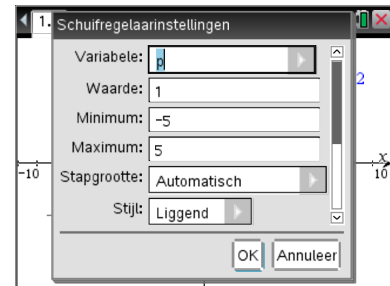 1.
Schuifregelaarinstellingen
Variabele: p
Waarde: 1
2
Minimum: -5
Maximum: 5
x
-10
10
Stapgrootte: Automatisch
Stijl: Liggend
OK Annuleer